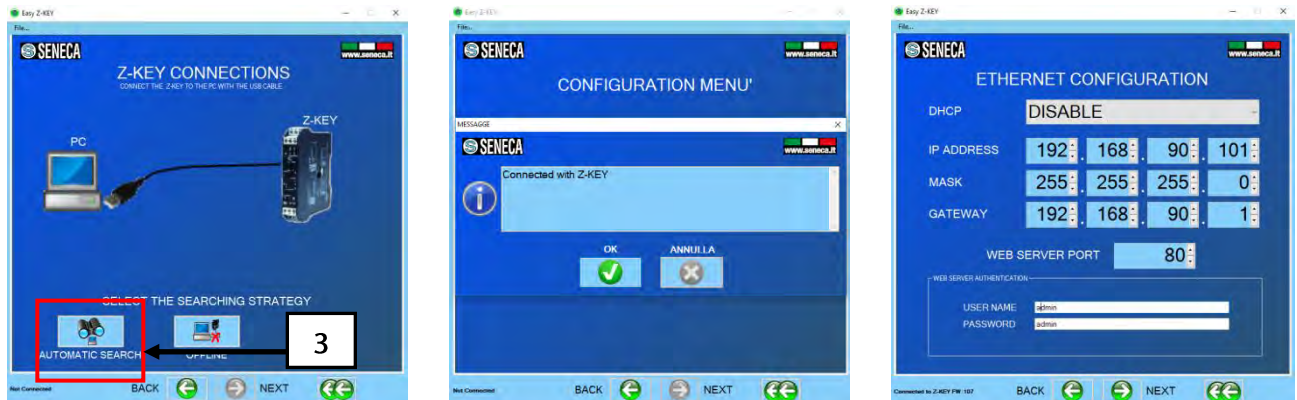 Easy Z-KEY
File...
SENECA
www.seneca.it
Z-KEY CONNECTIONS
CONNECT THE Z-KEY TO THE PC WITH THE USB CABLE
Z-KEY
PC
SELECT THE SEARCHING STRATEGY
AUTOMATIC SEARCH
OFFLINE
3
Not Connected
BACK
NEXT
Easy Z-KEY
File...
SENECA
www.seneca.it
CONFIGURATION MENU'
MESSAGGE
SENECA
www.seneca.it
Connected with Z-KEY
OK ANNULLA
Not Connected
BACK
NEXT
Easy Z-KEY
File...
SENECA
www.seneca.it
ETHERNET CONFIGURATION
DHCP DISABLE
IP ADDRESS 192 . 168 . 90 . 101
MASK 255 . 255 . 255 . 0
GATEWAY 192 . 168 . 90 . 1
WEB SERVER PORT 80
WEB SERVER AUTHENTICATION
USER NAME admin
PASSWORD admin
Connected to Z-KEY FW :107
BACK
NEXT